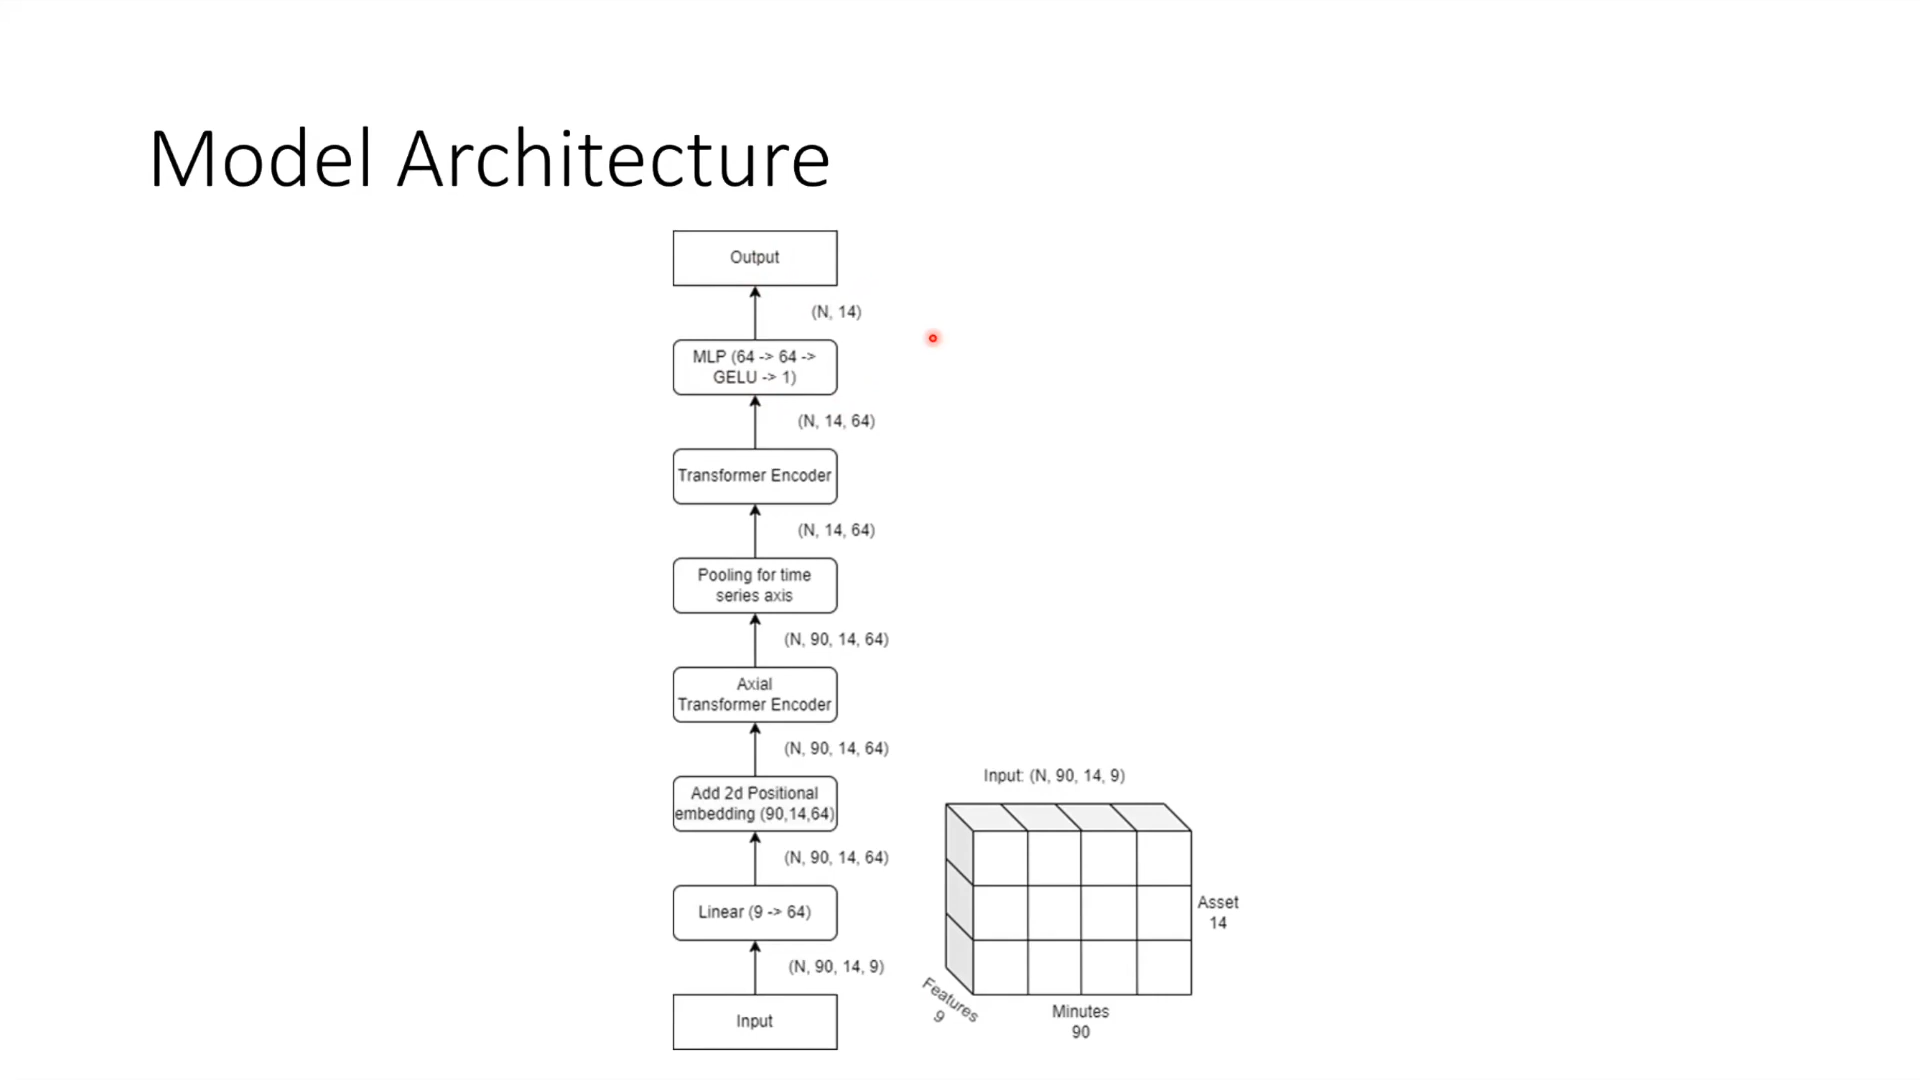 Model Architecture
Output
(N, 14)
MLP (64 -> 64 ->
GELU -> 1)
(N, 14, 64)
Transformer Encoder
(N, 14, 64)
Pooling for time
series axis
(N, 90, 14, 64)
Axial
Transformer Encoder
(N, 90, 14, 64)
Add 2d Positional
embedding (90,14,64)
(N, 90, 14, 64)
Linear (9 -> 64)
(N, 90, 14, 9)
Input
Input: (N, 90, 14, 9)
Asset
14
Features
9
Minutes
90